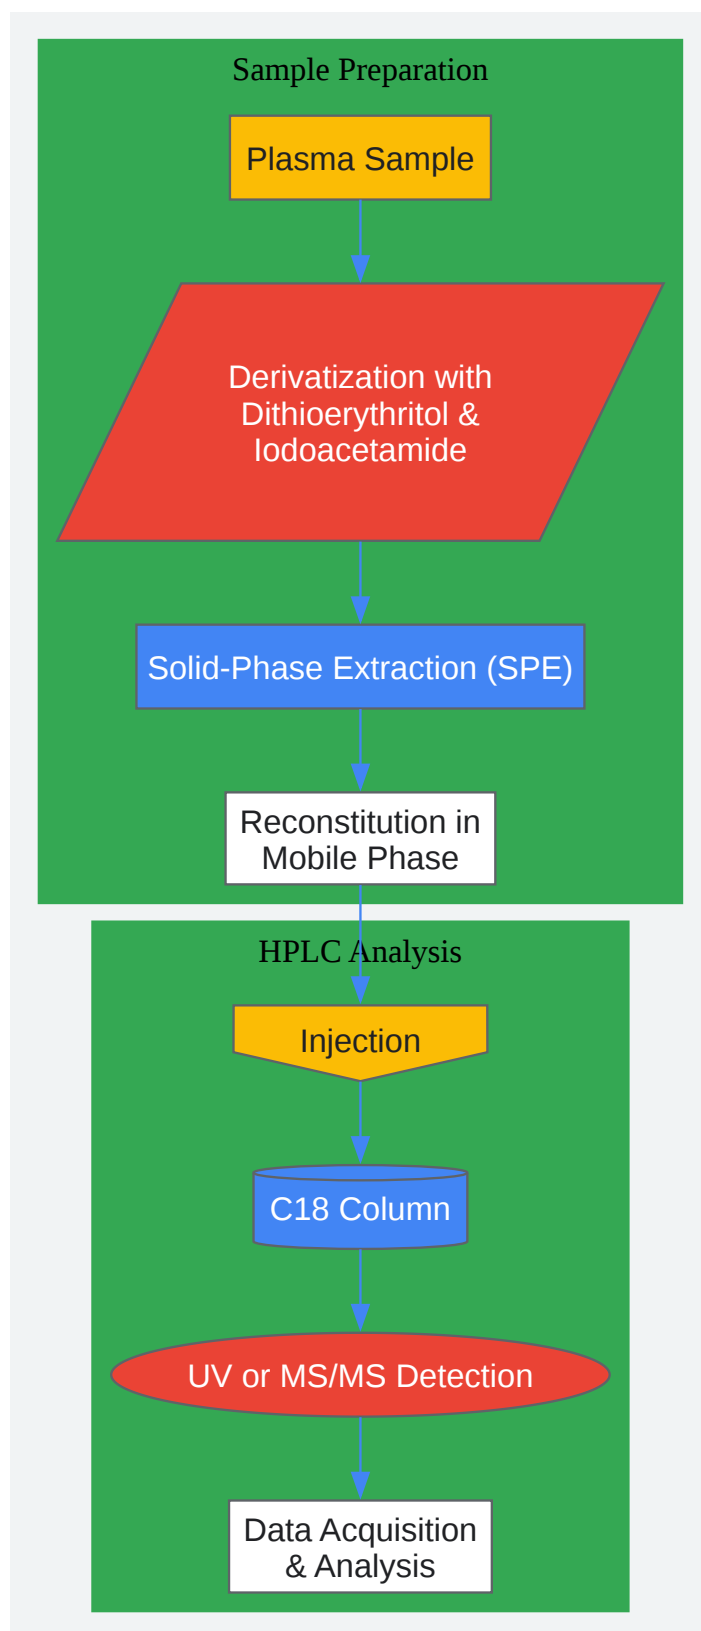 Sample Preparation
Plasma Sample
Derivatization with
Dithioerythritol &
Iodoacetamide
Solid-Phase Extraction (SPE)
Reconstitution in
Mobile Phase
HPLC Analysis
Injection
C18 Column
UV or MS/MS Detection
Data Acquisition
& Analysis